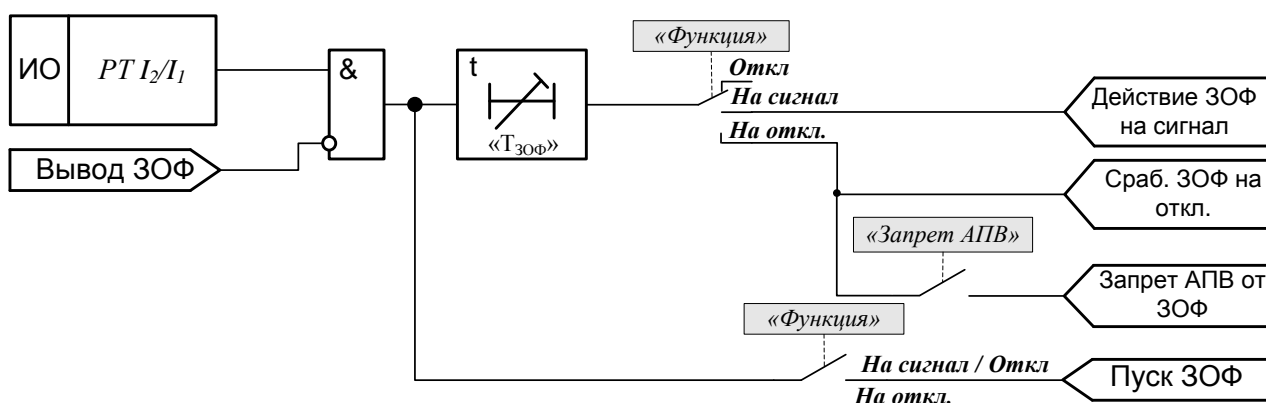 «Функция»
ИО
РТ I₂/I₁
&
t
«TЗОФ»
Откл
На сигнал
На откл.
Действие ЗОФ
на сигнал
Вывод ЗОФ
Сраб. ЗОФ на
откл.
«Запрет АПВ»
Запрет АПВ от
ЗОФ
«Функция»
На сигнал / Откл
На откл.
Пуск ЗОФ